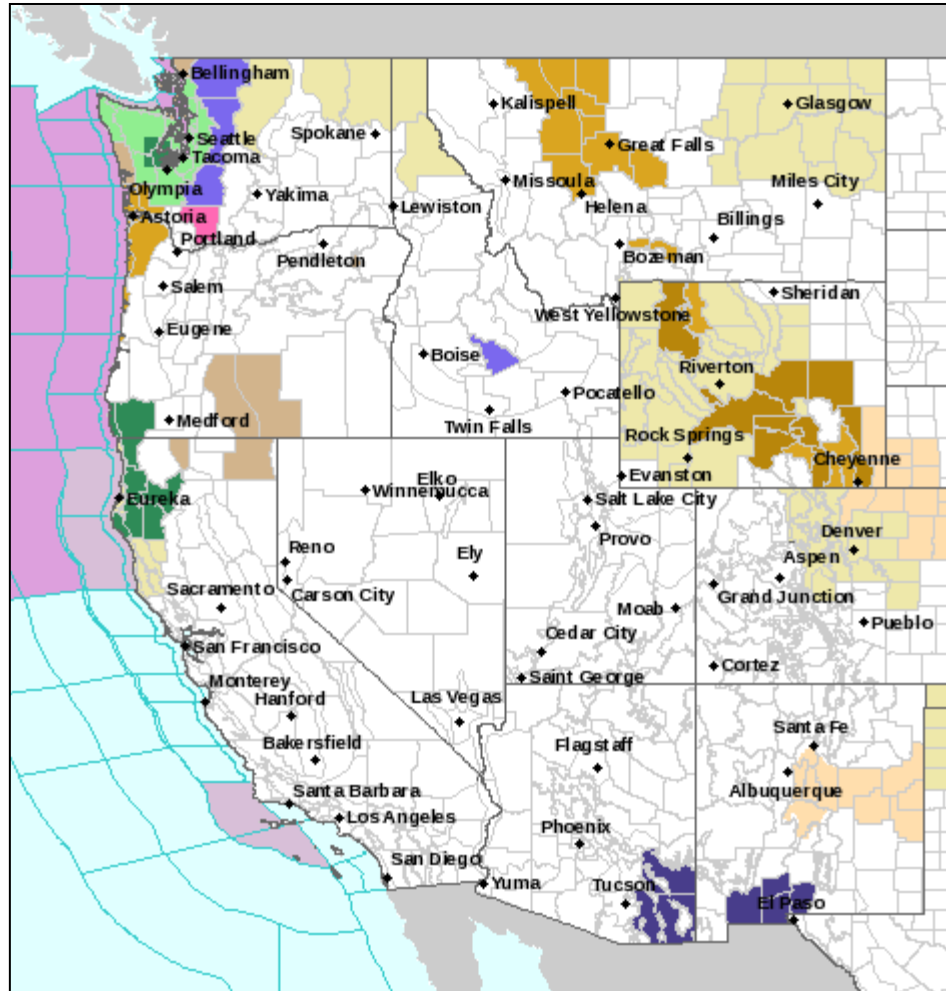 Bellingham
Kalispell
Glasgow
Seattle
Spokane
Great Falls
Tacoma
Olympia
Missoula
Miles City
Yakima
Lewiston
Helena
Astoria
Billings
Portland
Bozeman
Pendleton
Salem
Sheridan
West Yellowstone
Eugene
Boise
Riverton
Pocatello
Medford
Twin Falls
Rock Springs
Cheyenne
Evanston
Elko
Winnemucca
Eureka
Salt Lake City
Provo
Denver
Reno
Ely
Aspen
Carson City
Grand Junction
Sacramento
Moab
Pueblo
Cedar City
San Francisco
Cortez
Saint George
Monterey
Hanford
Las Vegas
Santa Fe
Bakersfield
Flagstaff
Albuquerque
Santa Barbara
Los Angeles
Phoenix
San Diego
Yuma
Tucson
El Paso